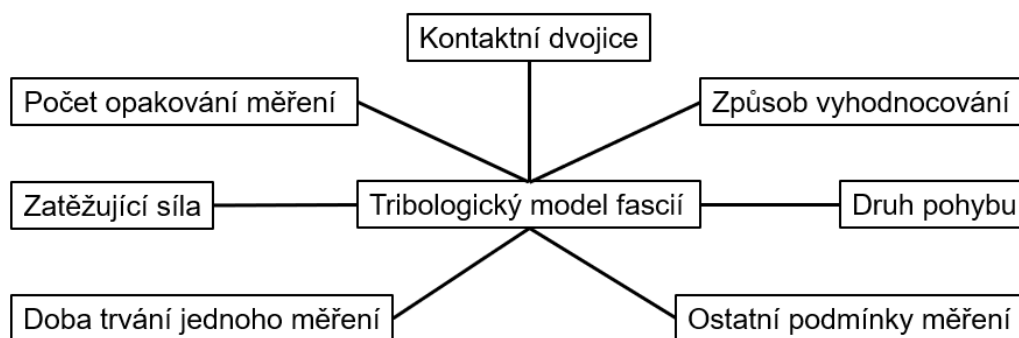 Kontaktní dvojice
Počet opakování měření
Způsob vyhodnocování
Zatěžující síla
Tribologický model fascií
Druh pohybu
Doba trvání jednoho měření
Ostatní podmínky měření